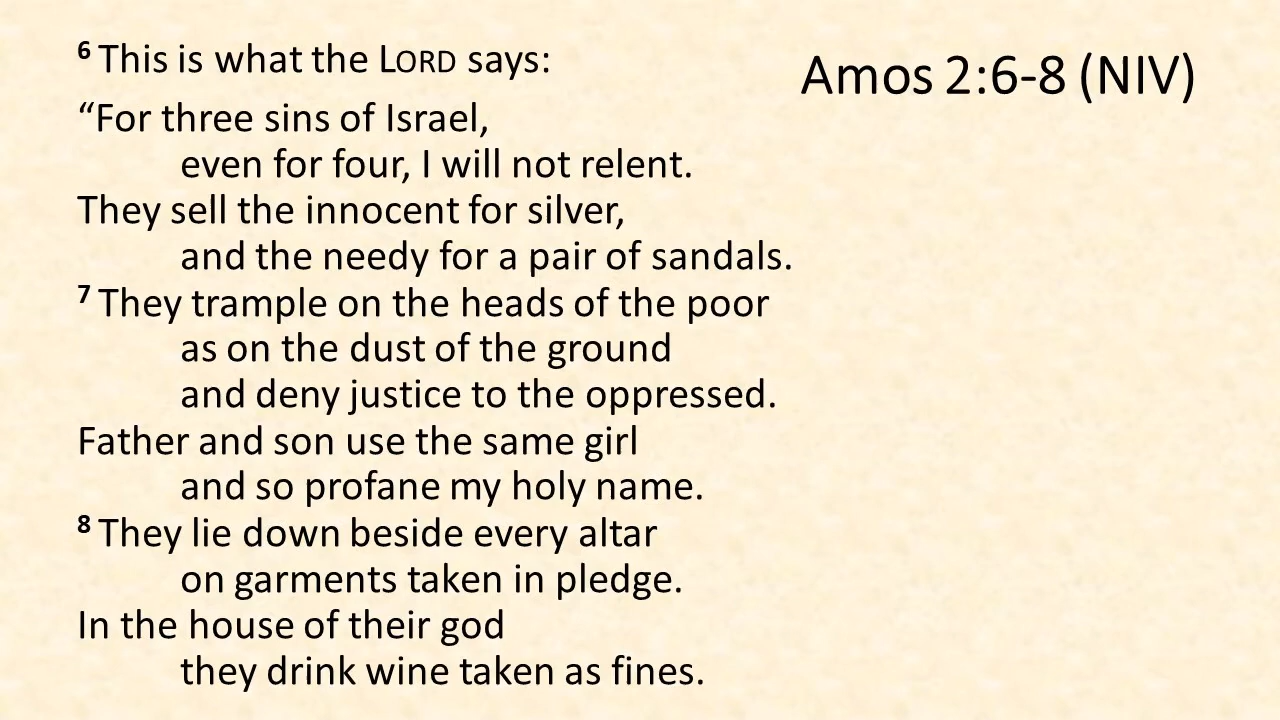 Amos 2:6-8 (NIV)
6 This is what the LORD says:
“For three sins of Israel,
even for four, I will not relent.
They sell the innocent for silver,
and the needy for a pair of sandals.
7 They trample on the heads of the poor
as on the dust of the ground
and deny justice to the oppressed.
Father and son use the same girl
and so profane my holy name.
8 They lie down beside every altar
on garments taken in pledge.
In the house of their god
they drink wine taken as fines.